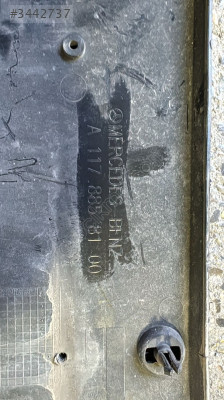 #3442737
MERCEDES-BENZ
A 117 885 81 00